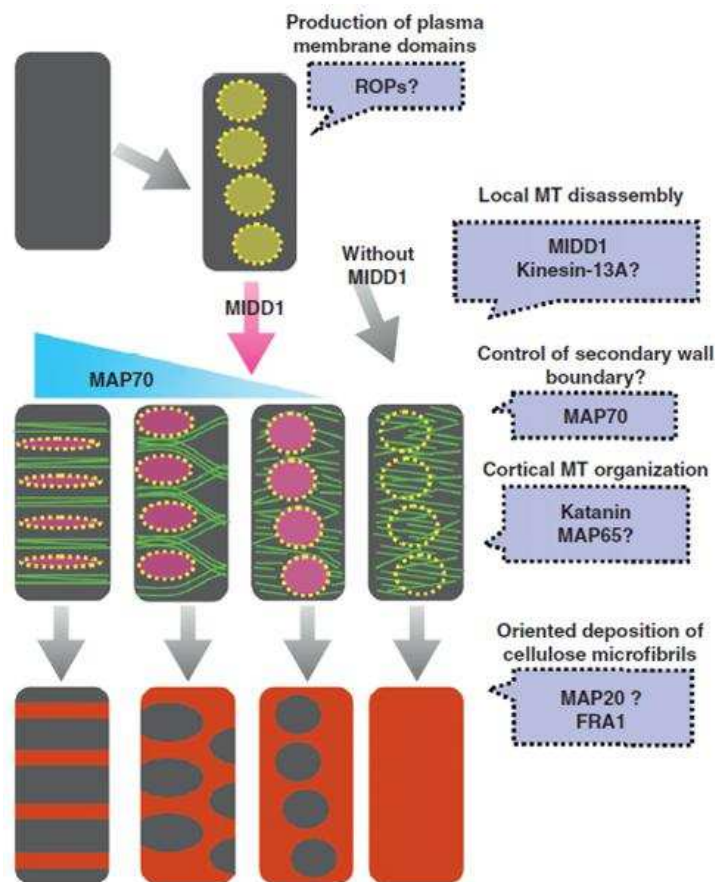 Production of plasma
membrane domains
ROPs?
Local MT disassembly
MIDD1
Kinesin-13A?
Without
MIDD1
MIDD1
MAP70
Control of secondary wall
boundary?
MAP70
Cortical MT organization
Katanin
MAP65?
Oriented deposition of
cellulose microfibrils
MAP20 ?
FRA1